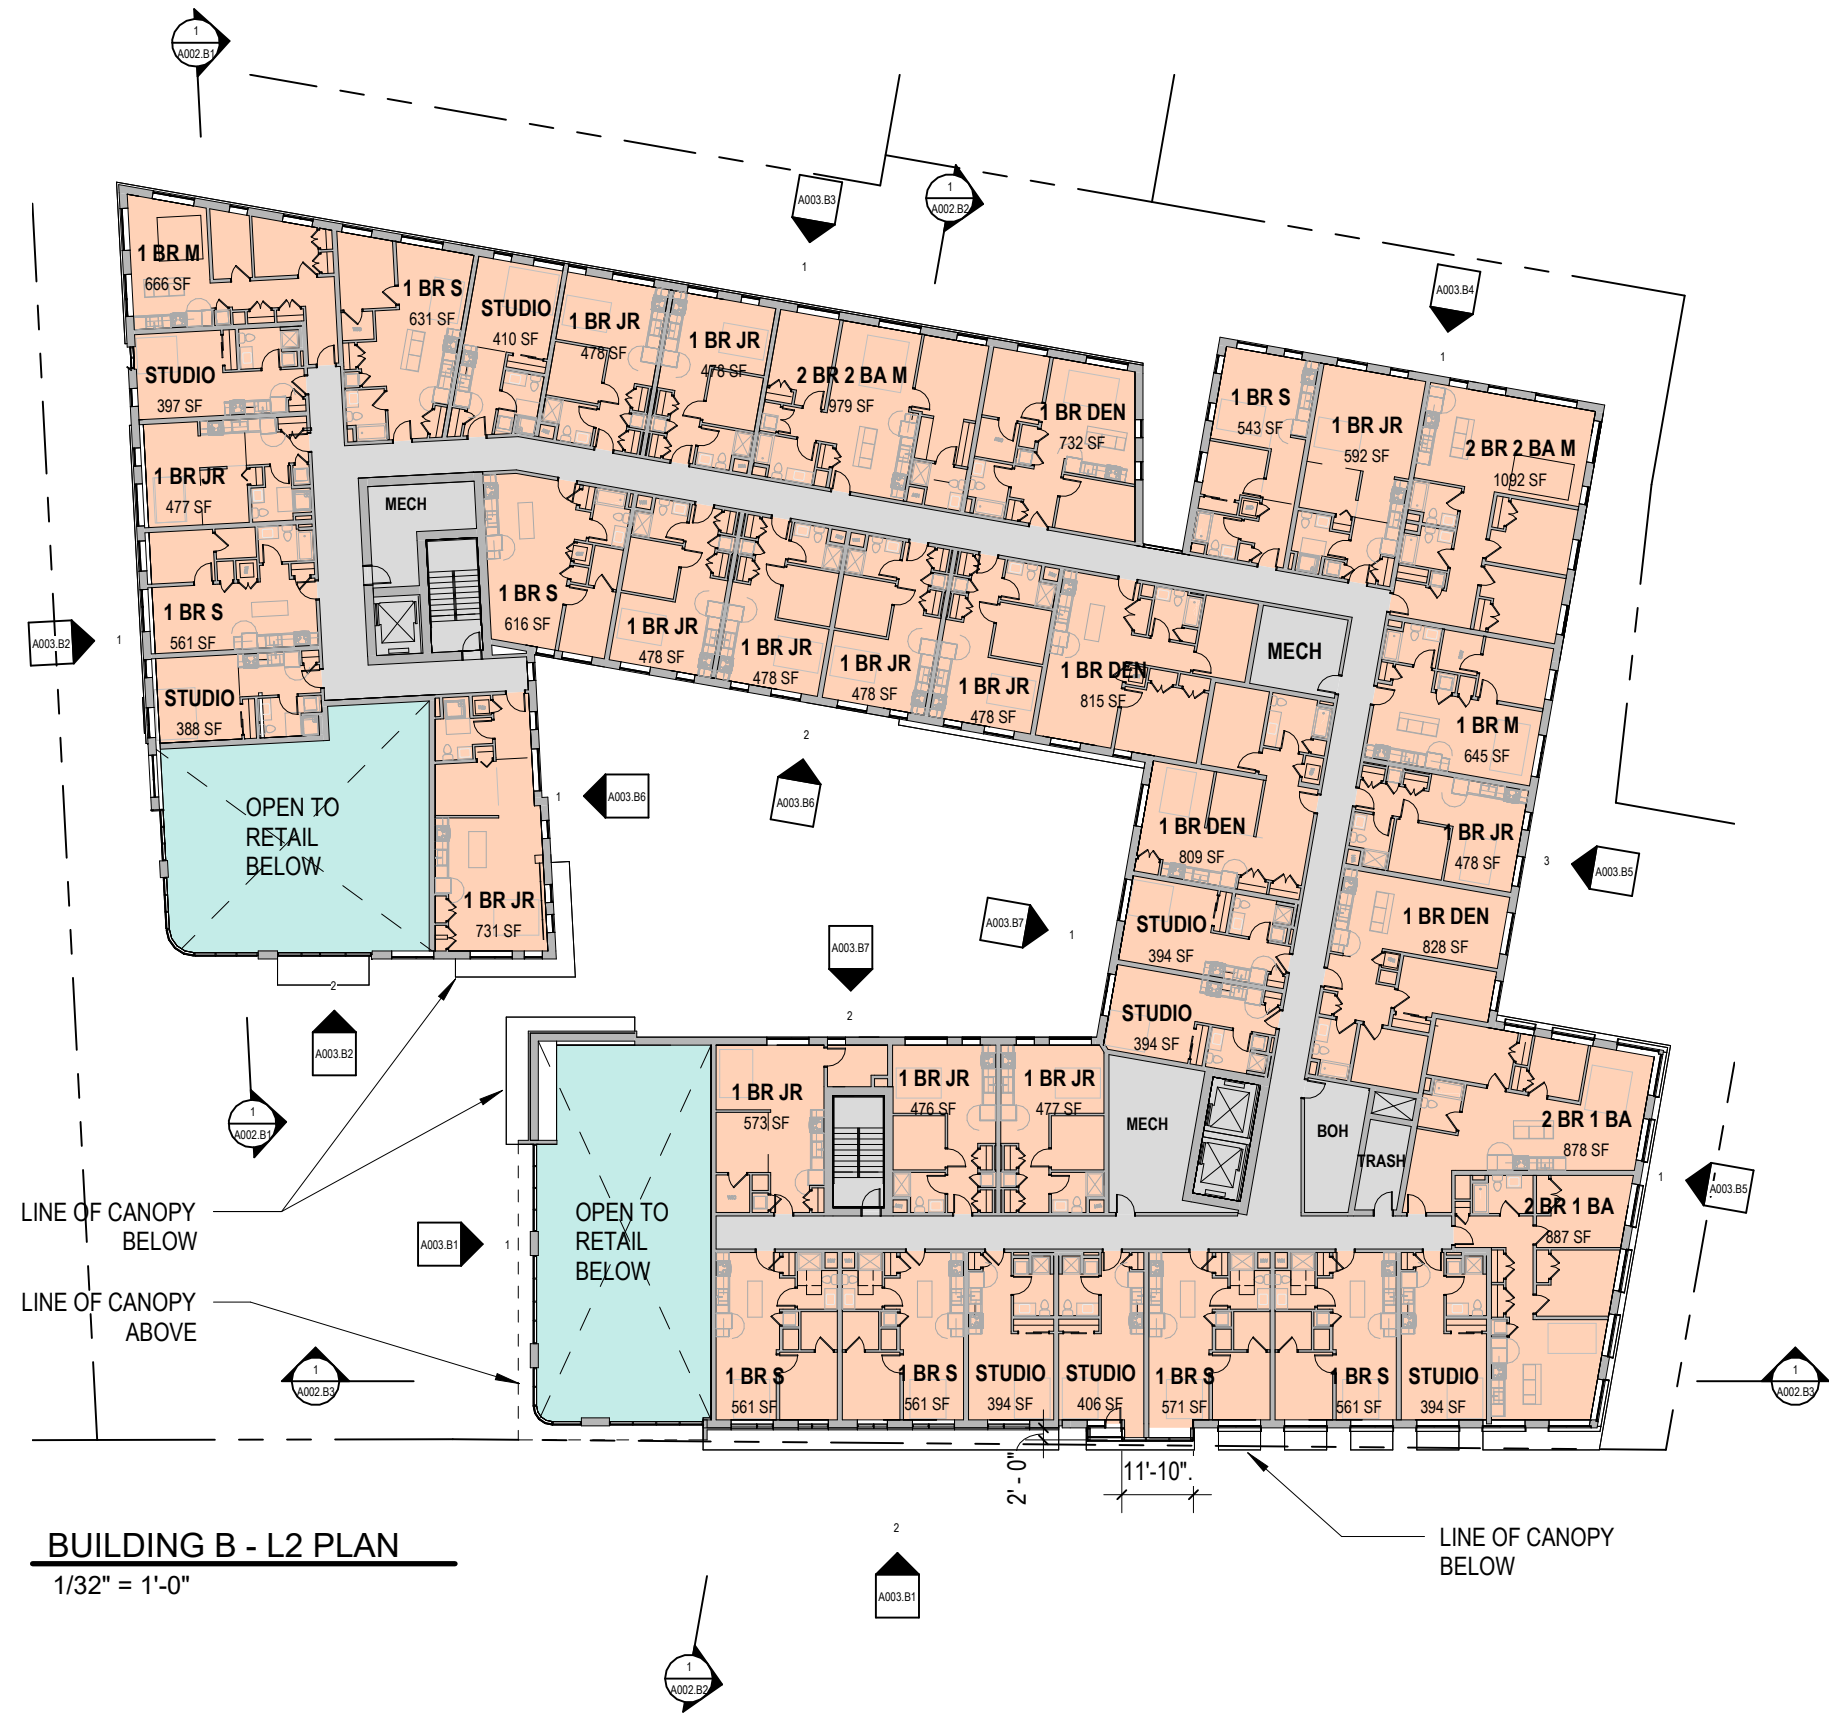 1
A002.B1
A003.B3
1
A002.B2
1
A003.B4
1
1 BR M
666 SF
1 BR S
631 SF
STUDIO
410 SF
1 BR JR
478 SF
1 BR JR
478 SF
2 BR 2 BA M
979 SF
1 BR DEN
732 SF
1 BR S
543 SF
1 BR JR
592 SF
2 BR 2 BA M
1092 SF
STUDIO
397 SF
1 BR JR
477 SF
MECH
1 BR S
561 SF
A003.B2
1
STUDIO
388 SF
1 BR S
616 SF
1 BR JR
478 SF
1 BR JR
478 SF
1 BR JR
478 SF
1 BR JR
478 SF
1 BR DEN
815 SF
MECH
1 BR M
645 SF
2
A003.B6
1
A003.B6
OPEN TO
RETAIL
BELOW
1 BR JR
731 SF
1 BR DEN
809 SF
1 BR JR
478 SF
3
A003.B5
STUDIO
394 SF
1 BR DEN
828 SF
A003.B7
1
A003.B7
2
2
A003.B2
STUDIO
394 SF
1
A002.B1
1 BR JR
573 SF
1 BR JR
476 SF
1 BR JR
477 SF
MECH
BOH
TRASH
2 BR 1 BA
878 SF
1
A003.B5
2 BR 1 BA
887 SF
LINE OF CANOPY
BELOW
A003.B1
1
OPEN TO
RETAIL
BELOW
LINE OF CANOPY
ABOVE
1
A002.B3
1 BR S
561 SF
1 BR S
561 SF
STUDIO
394 SF
STUDIO
406 SF
1 BR S
571 SF
1 BR S
561 SF
STUDIO
394 SF
1
A002.B3
2' - 0"
11'-10".
LINE OF CANOPY
BELOW
2
A003.B1
BUILDING B - L2 PLAN
1/32" = 1'-0"
1
A002.B2